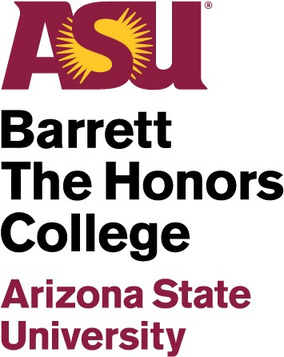 ASU®
Barrett
The Honors
College
Arizona State
University